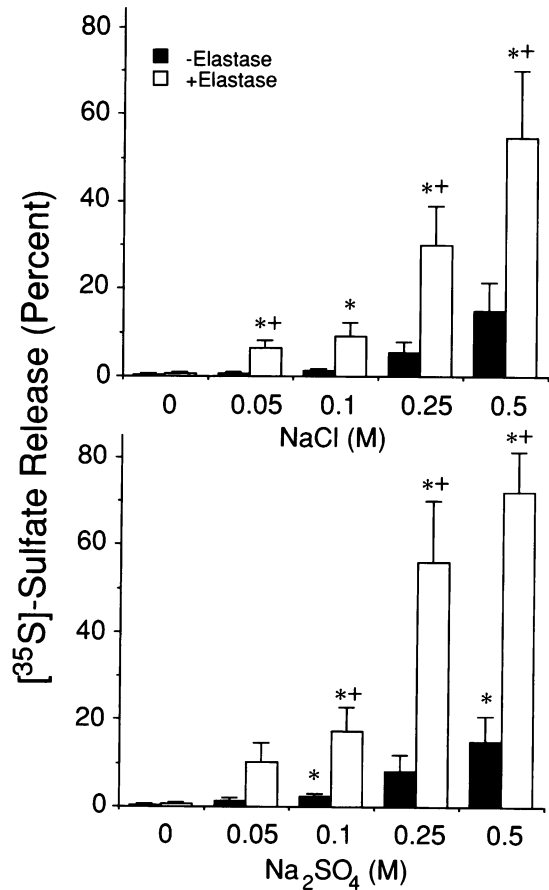 [35S]-Sulfate Release (Percent)
80
60
40
20
0
-Elastase
+Elastase
*+
*
*+
*+
0 0.05 0.1 0.25 0.5
NaCl (M)
80
60
40
20
0
*
*+
*+
*
*+
0 0.05 0.1 0.25 0.5
Na₂SO₄ (M)